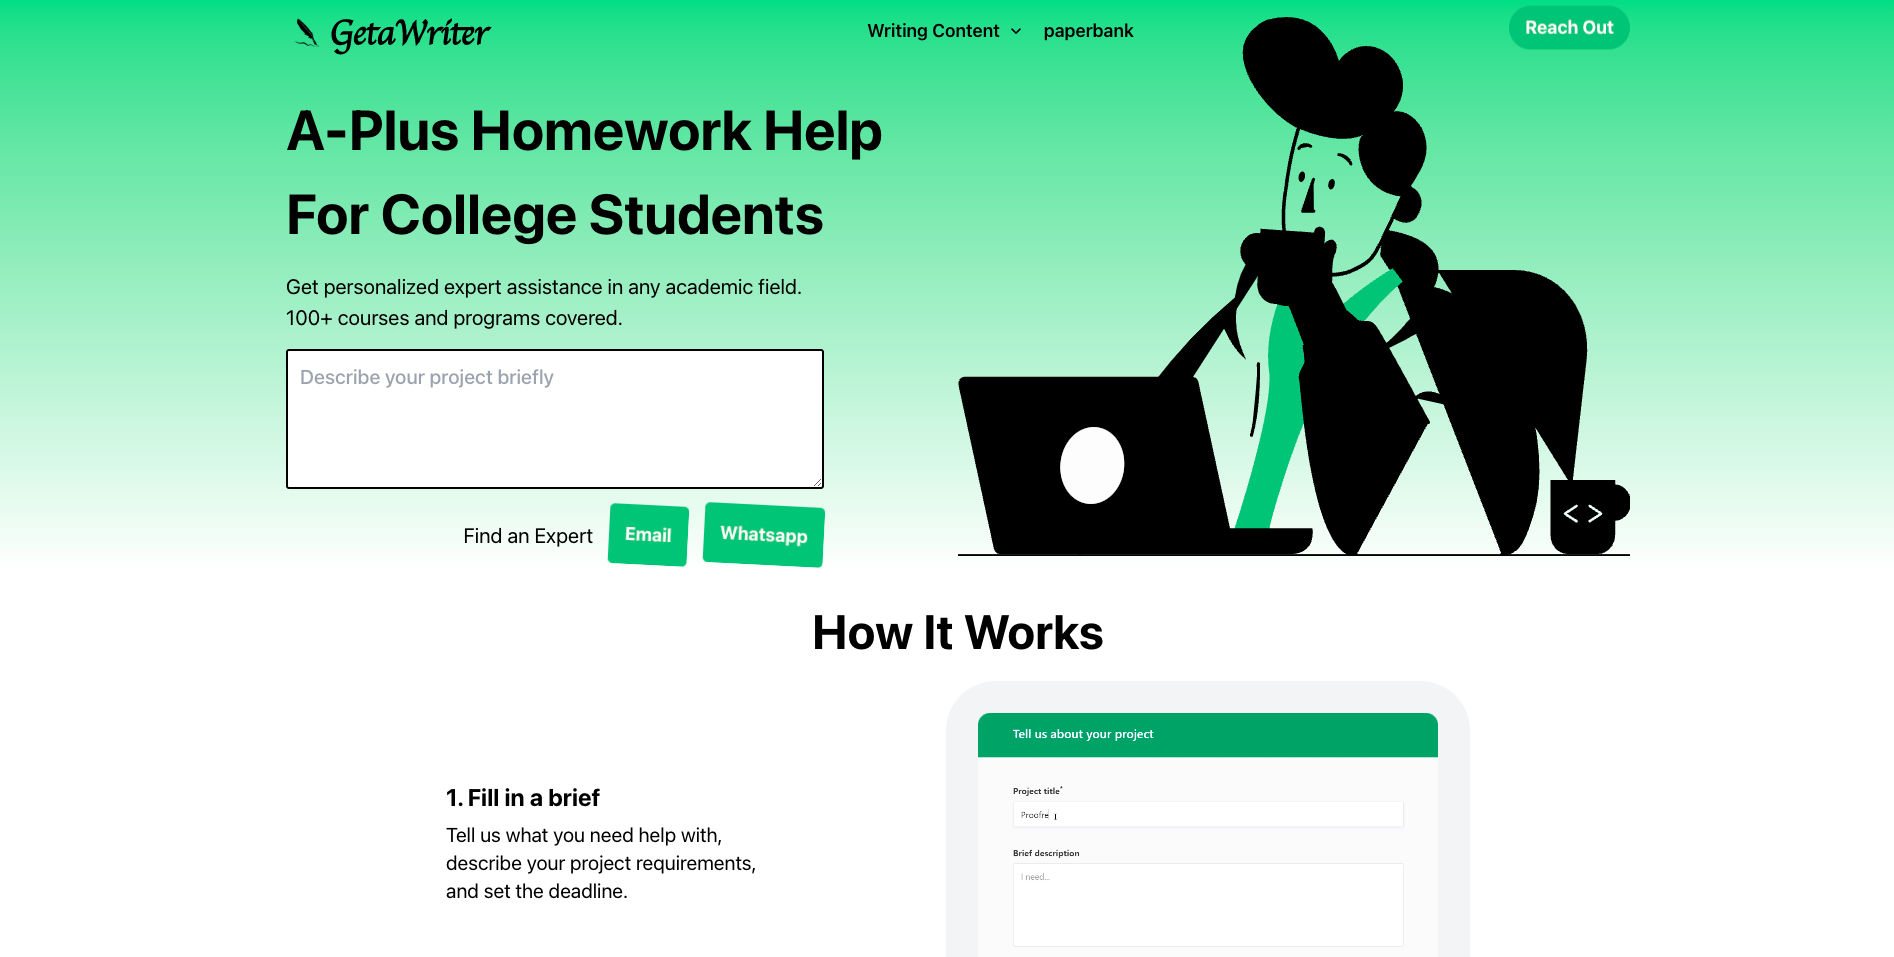 GetaWriter
Writing Content
paperbank
Reach Out
A-Plus Homework Help
For College Students
Get personalized expert assistance in any academic field.
100+ courses and programs covered.
Describe your project briefly
Find an Expert
Email
Whatsapp
< >
How It Works
1. Fill in a brief
Tell us what you need help with,
describe your project requirements,
and set the deadline.
Tell us about your project
Project title*
Proofre
Brief description
I need...